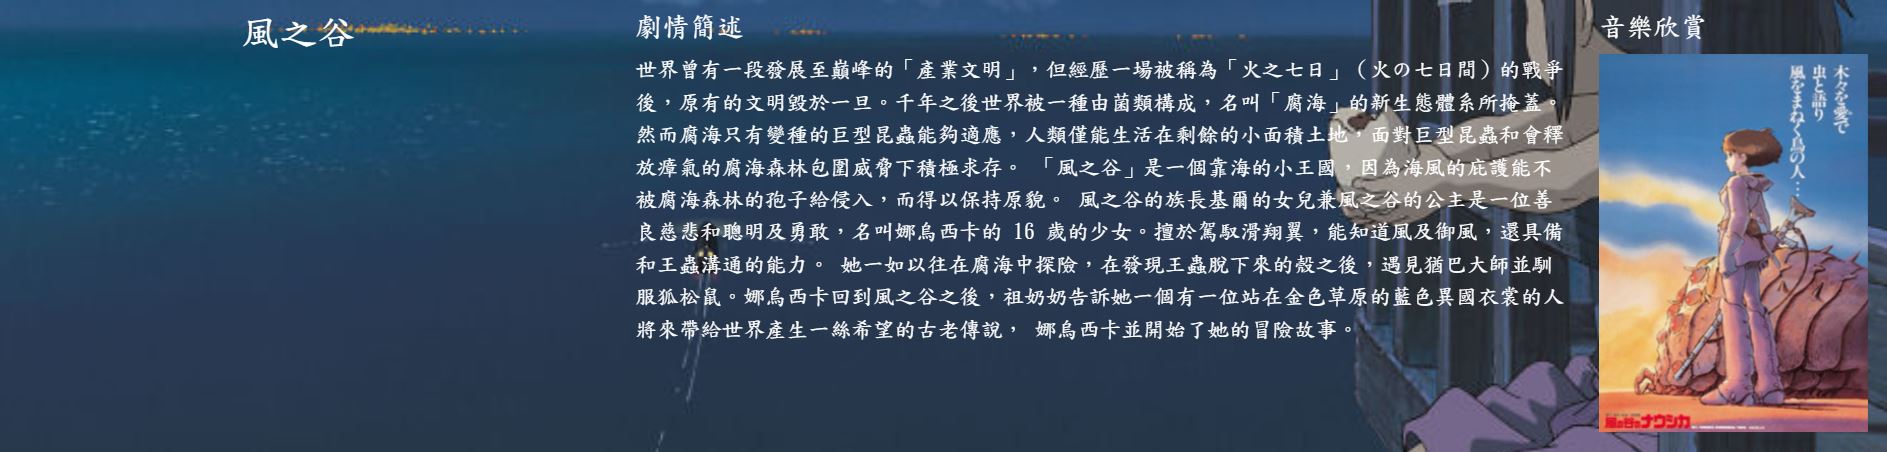 風之谷
劇情簡述
世界曾有一段發展至巔峰的「產業文明」，但經歷一場被稱為「火之七日」（火の七日間）的戰爭
後，原有的文明毀於一旦。千年之後世界被一種由菌類構成，名叫「腐海」的新生態體系所掩蓋。
然而腐海只有變種的巨型昆蟲能夠適應，人類僅能生活在剩餘的小面積土地，面對巨型昆蟲和會釋
放瘴氣的腐海森林包圍威脅下積極求存。 「風之谷」是一個靠海的小王國，因為海風的庇護能不
被腐海森林的孢子給侵入，而得以保持原貌。 風之谷的族長基爾的女兒兼風之谷的公主是一位善
良慈悲和聰明及勇敢，名叫娜烏西卡的 16 歲的少女。擅於駕馭滑翔翼，能知道風及御風，還具備
和王蟲溝通的能力。 她一如以往在腐海中探險，在發現王蟲脫下來的殼之後，遇見猶巴大師並馴
服狐松鼠。娜烏西卡回到風之谷之後，祖奶奶告訴她一個有一位站在金色草原的藍色異國衣裳的人
將來帶給世界產生一絲希望的古老傳說， 娜烏西卡並開始了她的冒險故事。
音樂欣賞
木々を愛で
虫と語り
風をまねく鳥の人…
風の谷のナウシカ